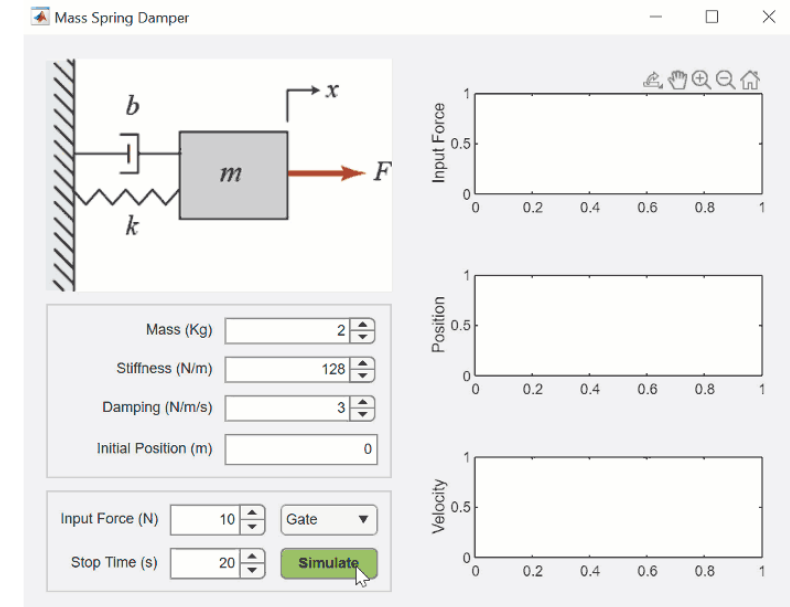 Mass Spring Damper
b
x
m
F
k
Mass (Kg) 2
Stiffness (N/m) 128
Damping (N/m/s) 3
Initial Position (m) 0
Input Force (N) 10 Gate
Stop Time (s) 20 Simulate
Input Force
1
0.5
0
0 0.2 0.4 0.6 0.8 1
Position
1
0.5
0
0 0.2 0.4 0.6 0.8 1
Velocity
1
0.5
0
0 0.2 0.4 0.6 0.8 1